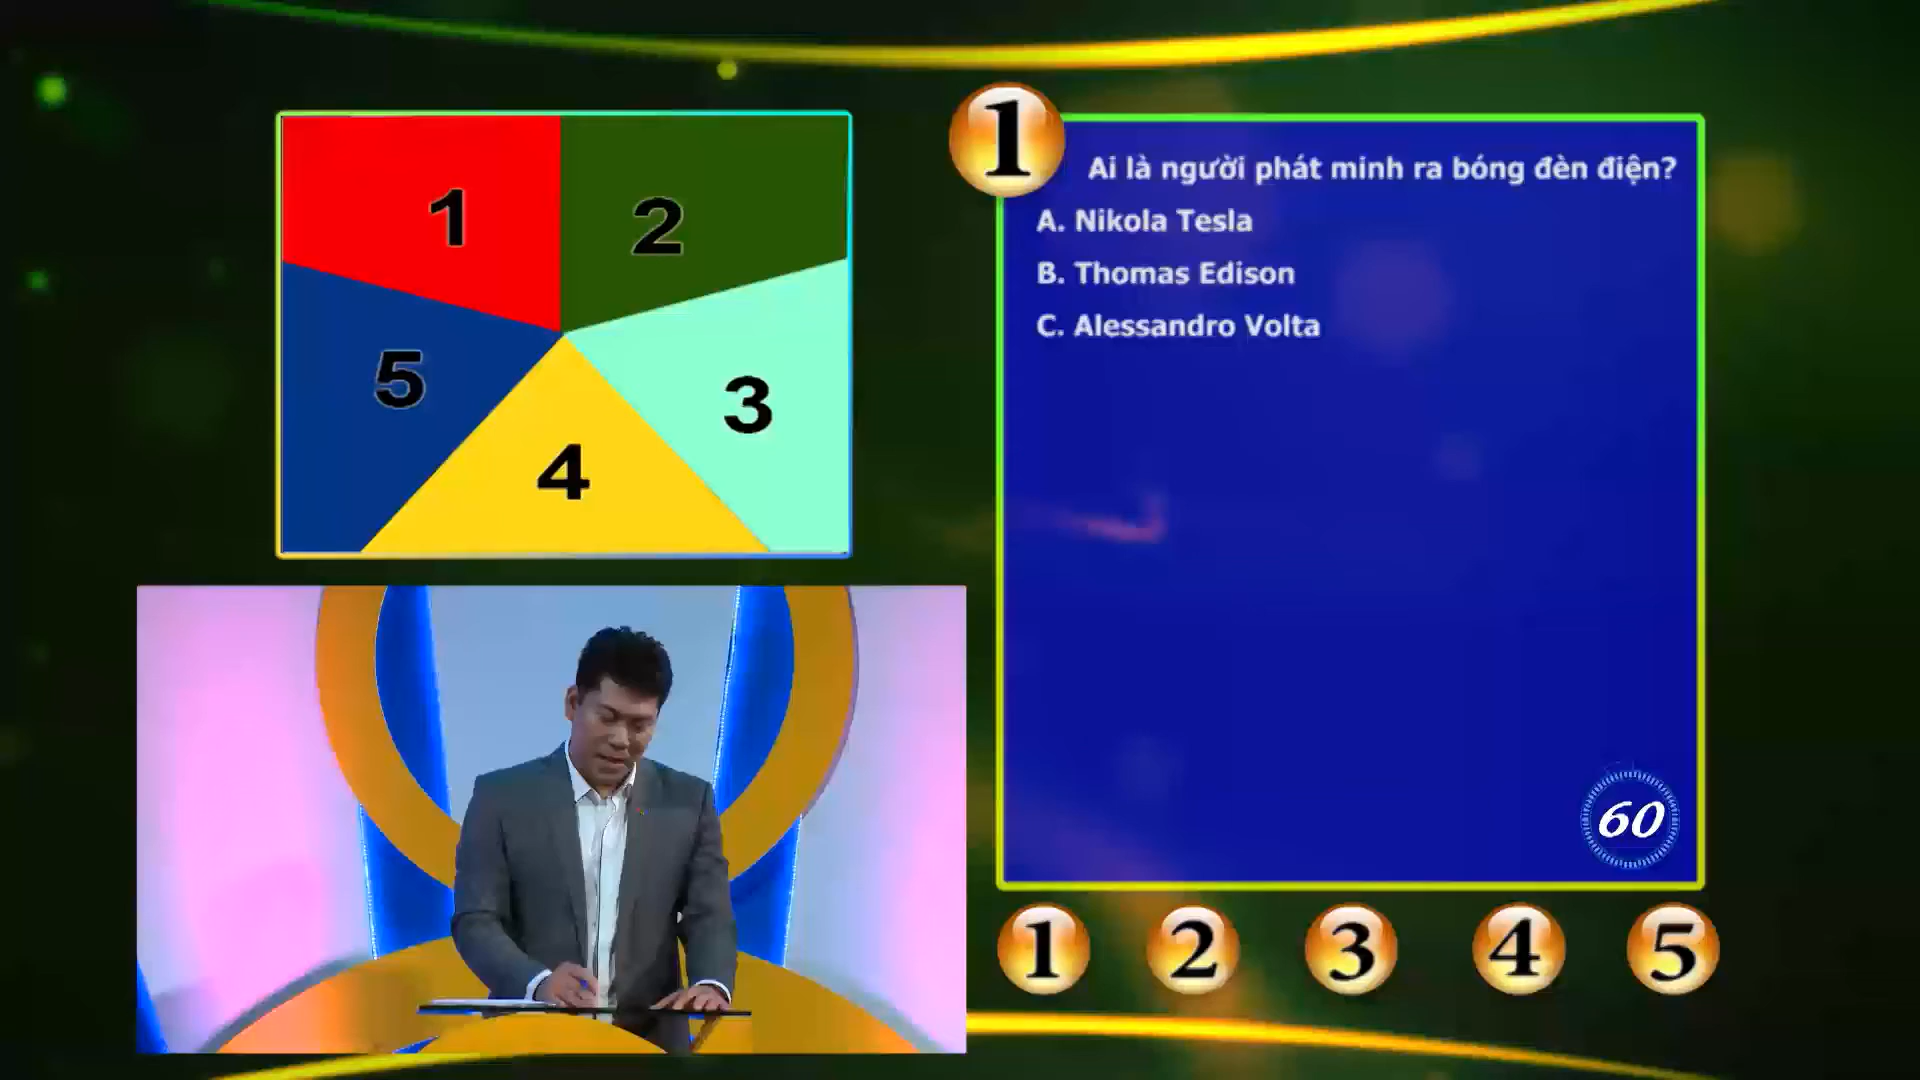 1
2
3
4
5
1
Ai là người phát minh ra bóng đèn điện?
A. Nikola Tesla
B. Thomas Edison
C. Alessandro Volta
60
1 2 3 4 5